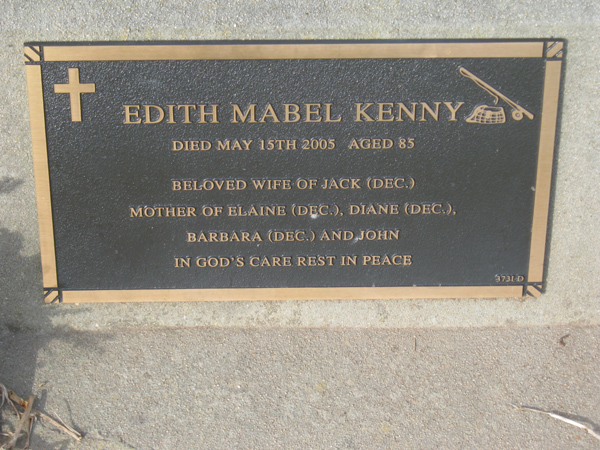 EDITH MABEL KENNY
DIED MAY 15TH 2005 AGED 85
BELOVED WIFE OF JACK (DEC.)
MOTHER OF ELAINE (DEC.), DIANE (DEC.),
BARBARA (DEC.) AND JOHN
IN GOD'S CARE REST IN PEACE
3731-D